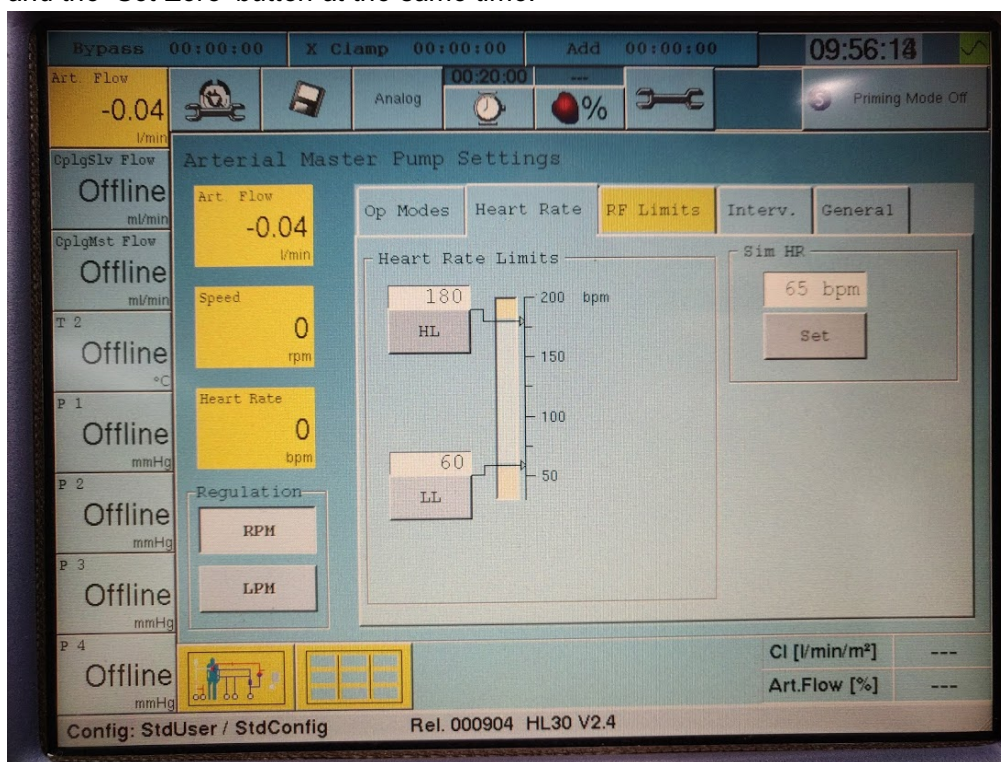 and the 'Set Zero' button at the same time.
Bypass 00:00:00 X Clamp 00:00:00 Add 00:00:00 09:56:13
Art. Flow
-0.04
l/min
00:20:00 ---
Analog
%
Priming Mode Off
CplgSlv Flow
Offline
ml/min
CplgMst Flow
Offline
ml/min
T 2
Offline
°C
P 1
Offline
mmHg
P 2
Offline
mmHg
P 3
Offline
mmHg
P 4
Offline
mmHg
Arterial Master Pump Settings
Art. Flow
-0.04
l/min
Speed
0
rpm
Heart Rate
0
bpm
Regulation
RPM
LPM
Op Modes Heart Rate RF Limits Interv. General
Heart Rate Limits
180
HL
200 bpm
150
100
60
LL
50
Sim HR
65 bpm
Set
CI [l/min/m²] ---
Art.Flow [%] ---
Config: StdUser / StdConfig Rel. 000904 HL30 V2.4